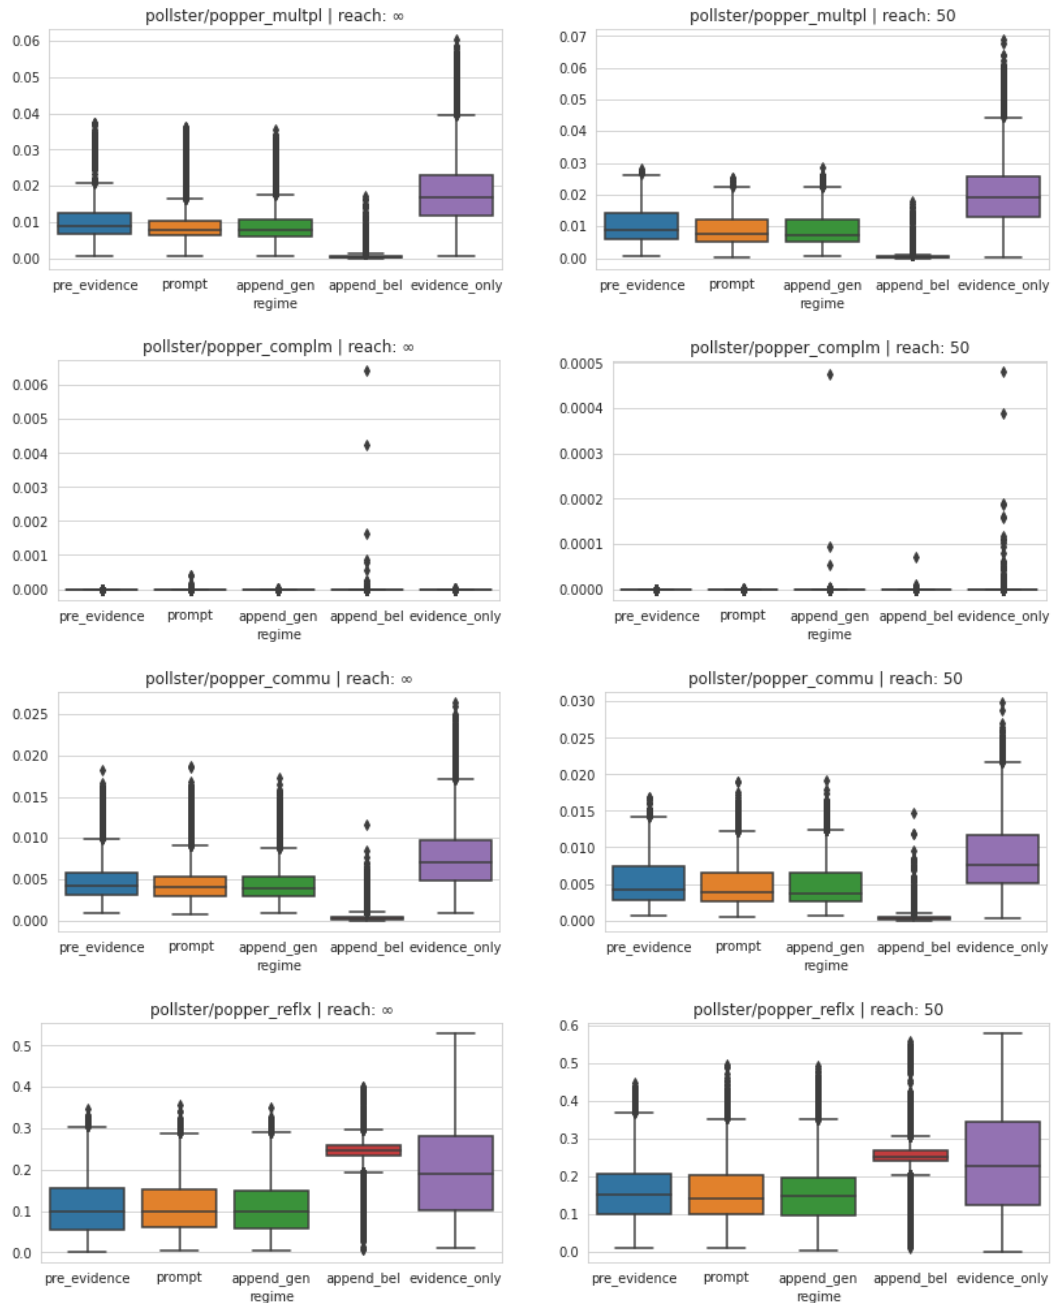 pollster/popper_multpl | reach: ∞
0.06
0.05
0.04
0.03
0.02
0.01
0.00
pre_evidence prompt append_gen append_bel evidence_only
regime
pollster/popper_multpl | reach: 50
0.07
0.06
0.05
0.04
0.03
0.02
0.01
0.00
pre_evidence prompt append_gen append_bel evidence_only
regime
pollster/popper_complm | reach: ∞
0.006
0.005
0.004
0.003
0.002
0.001
0.000
pre_evidence prompt append_gen append_bel evidence_only
regime
pollster/popper_complm | reach: 50
0.0005
0.0004
0.0003
0.0002
0.0001
0.0000
pre_evidence prompt append_gen append_bel evidence_only
regime
pollster/popper_commu | reach: ∞
0.025
0.020
0.015
0.010
0.005
0.000
pre_evidence prompt append_gen append_bel evidence_only
regime
pollster/popper_commu | reach: 50
0.030
0.025
0.020
0.015
0.010
0.005
0.000
pre_evidence prompt append_gen append_bel evidence_only
regime
pollster/popper_reflx | reach: ∞
0.5
0.4
0.3
0.2
0.1
0.0
pre_evidence prompt append_gen append_bel evidence_only
regime
pollster/popper_reflx | reach: 50
0.6
0.5
0.4
0.3
0.2
0.1
0.0
pre_evidence prompt append_gen append_bel evidence_only
regime